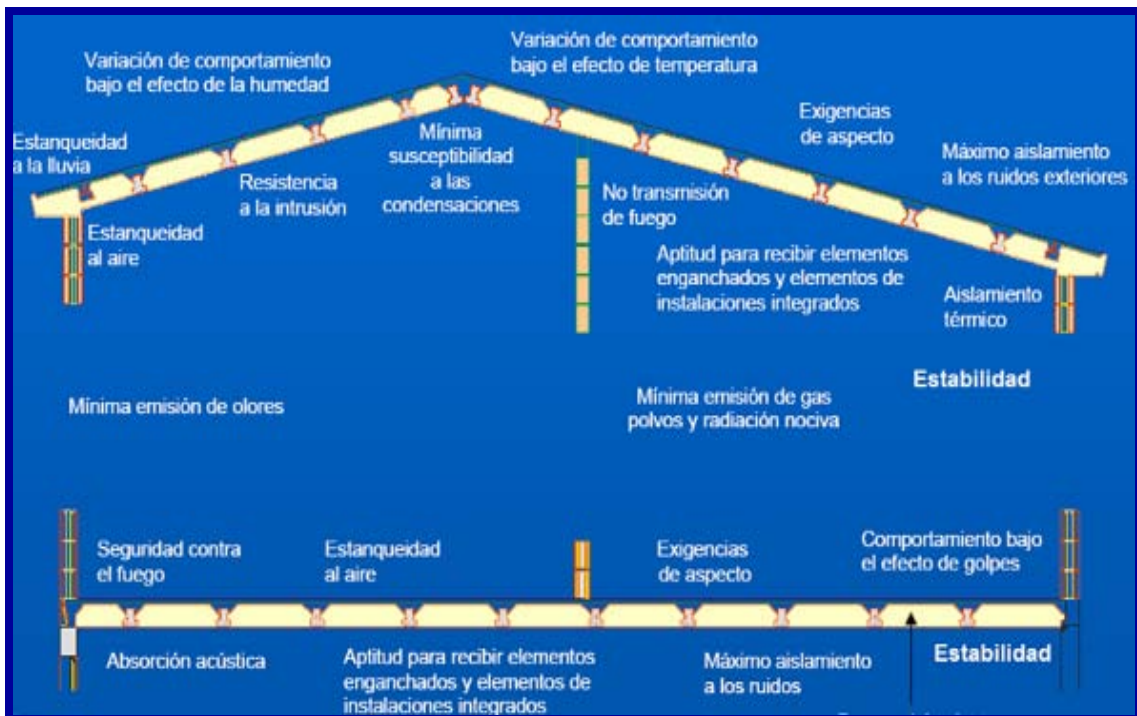 Variación de comportamiento
bajo el efecto de la humedad
Variación de comportamiento
bajo el efecto de temperatura
Estanqueidad
a la lluvia
Resistencia
a la intrusión
Mínima
susceptibilidad
a las
condensaciones
Exigencias
de aspecto
Máximo aislamiento
a los ruidos exteriores
Estanqueidad
al aire
No transmisión
de fuego
Aptitud para recibir elementos
enganchados y elementos de
instalaciones integrados
Aislamiento
térmico
Estabilidad
Mínima emisión de olores
Mínima emisión de gas
polvos y radiación nociva
Seguridad contra
el fuego
Estanqueidad
al aire
Exigencias
de aspecto
Comportamiento bajo
el efecto de golpes
Absorción acústica
Aptitud para recibir elementos
enganchados y elementos de
instalaciones integrados
Máximo aislamiento
a los ruidos
Estabilidad